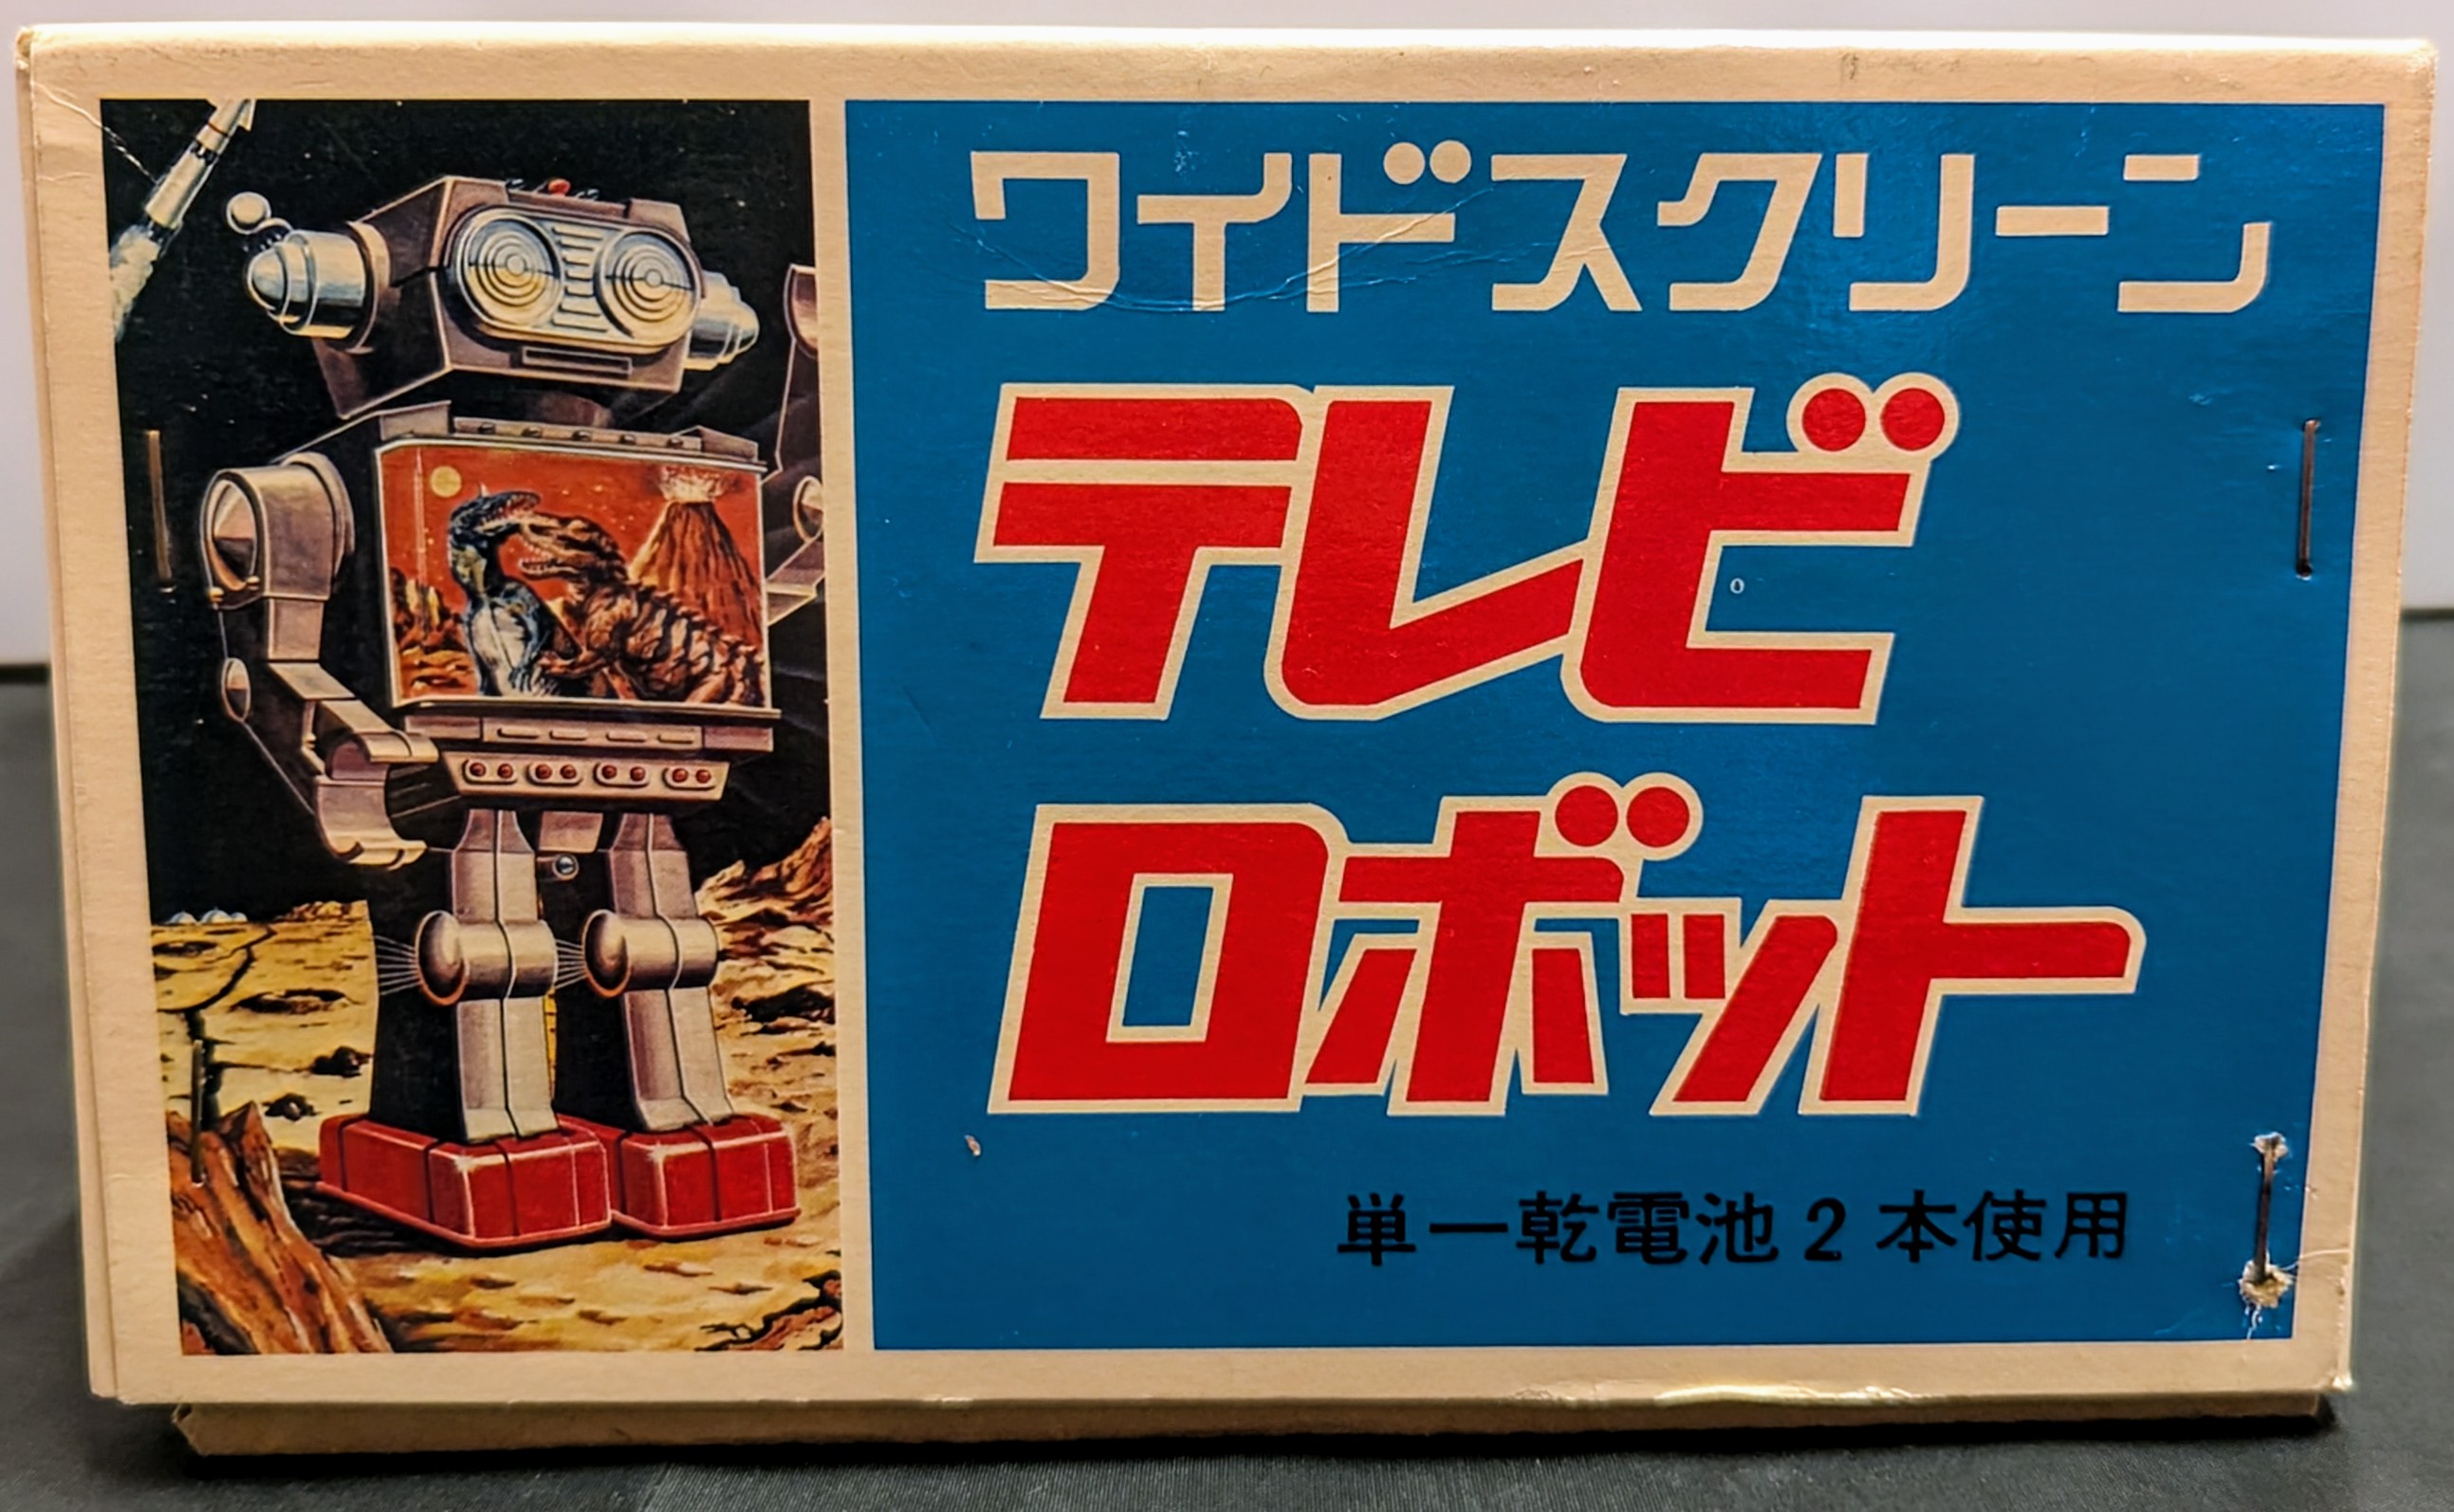 ワイドスクリーン
テレビ
ロボット
単一乾電池2本使用